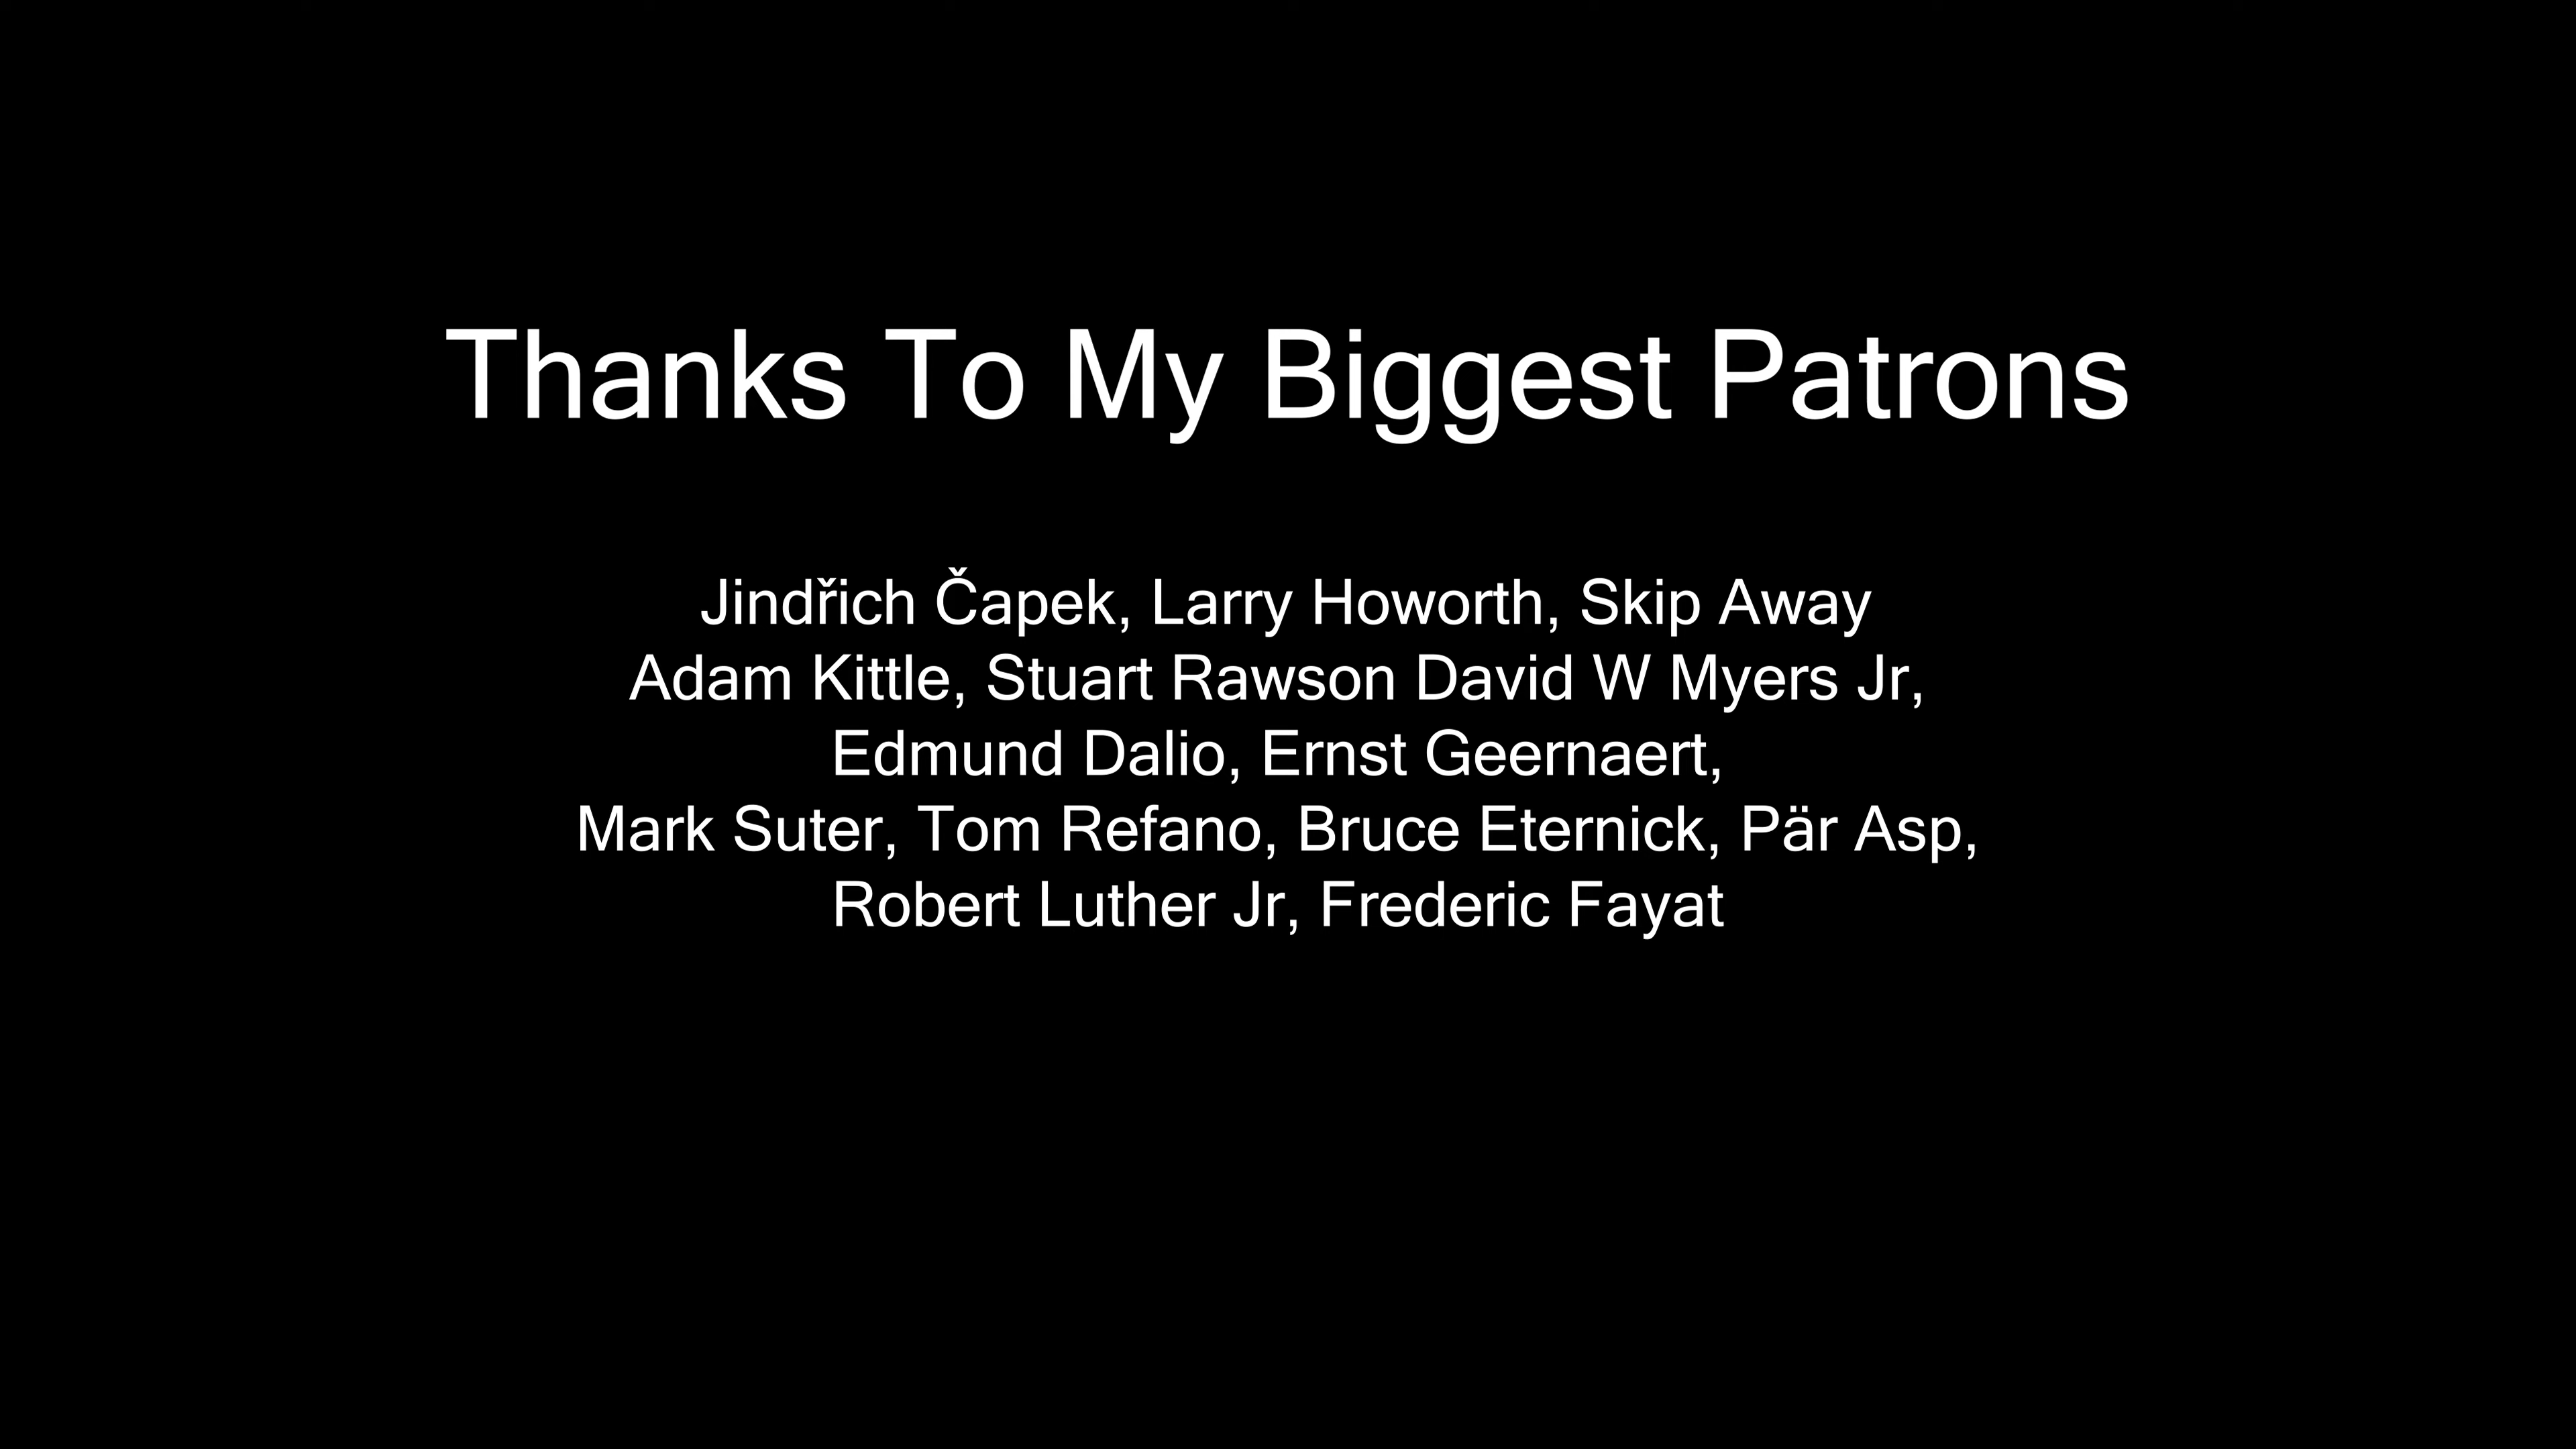 Thanks To My Biggest Patrons
Jindřich Čapek, Larry Howorth, Skip Away
Adam Kittle, Stuart Rawson David W Myers Jr,
Edmund Dalio, Ernst Geernaert,
Mark Suter, Tom Refano, Bruce Eternick, Pär Asp,
Robert Luther Jr, Frederic Fayat